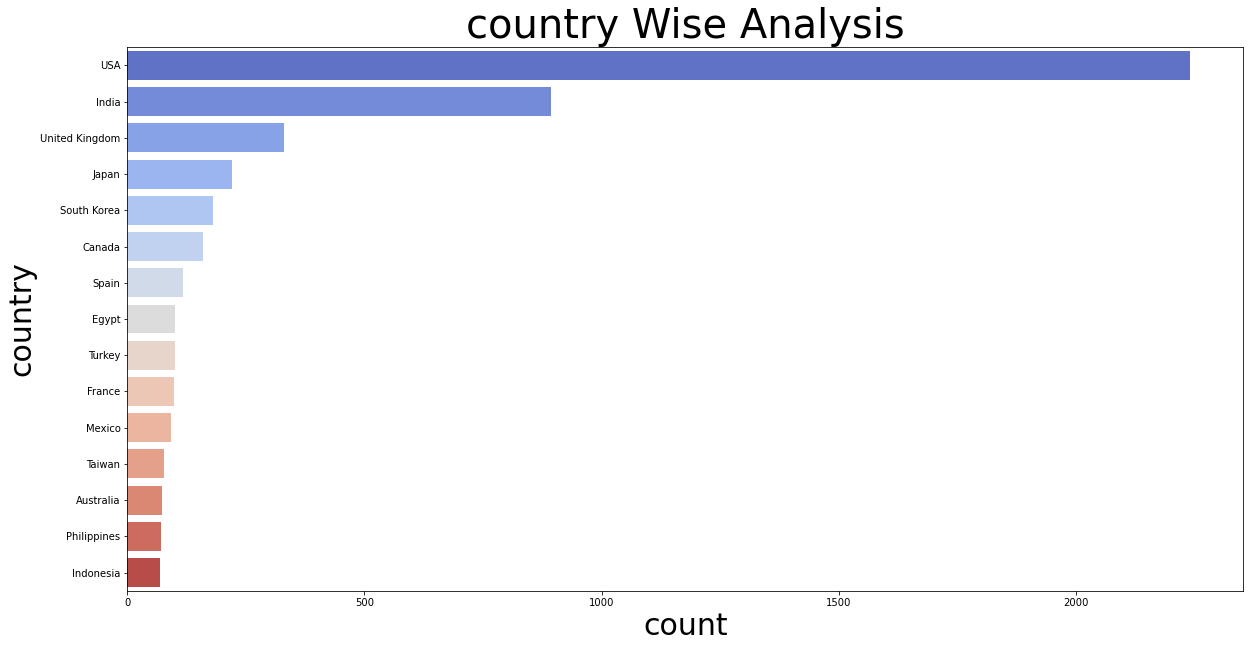 country Wise Analysis
USA
India
United Kingdom
Japan
South Korea
Canada
Spain
Egypt
Turkey
France
Mexico
Taiwan
Australia
Philippines
Indonesia
country
0 500 1000 1500 2000
count